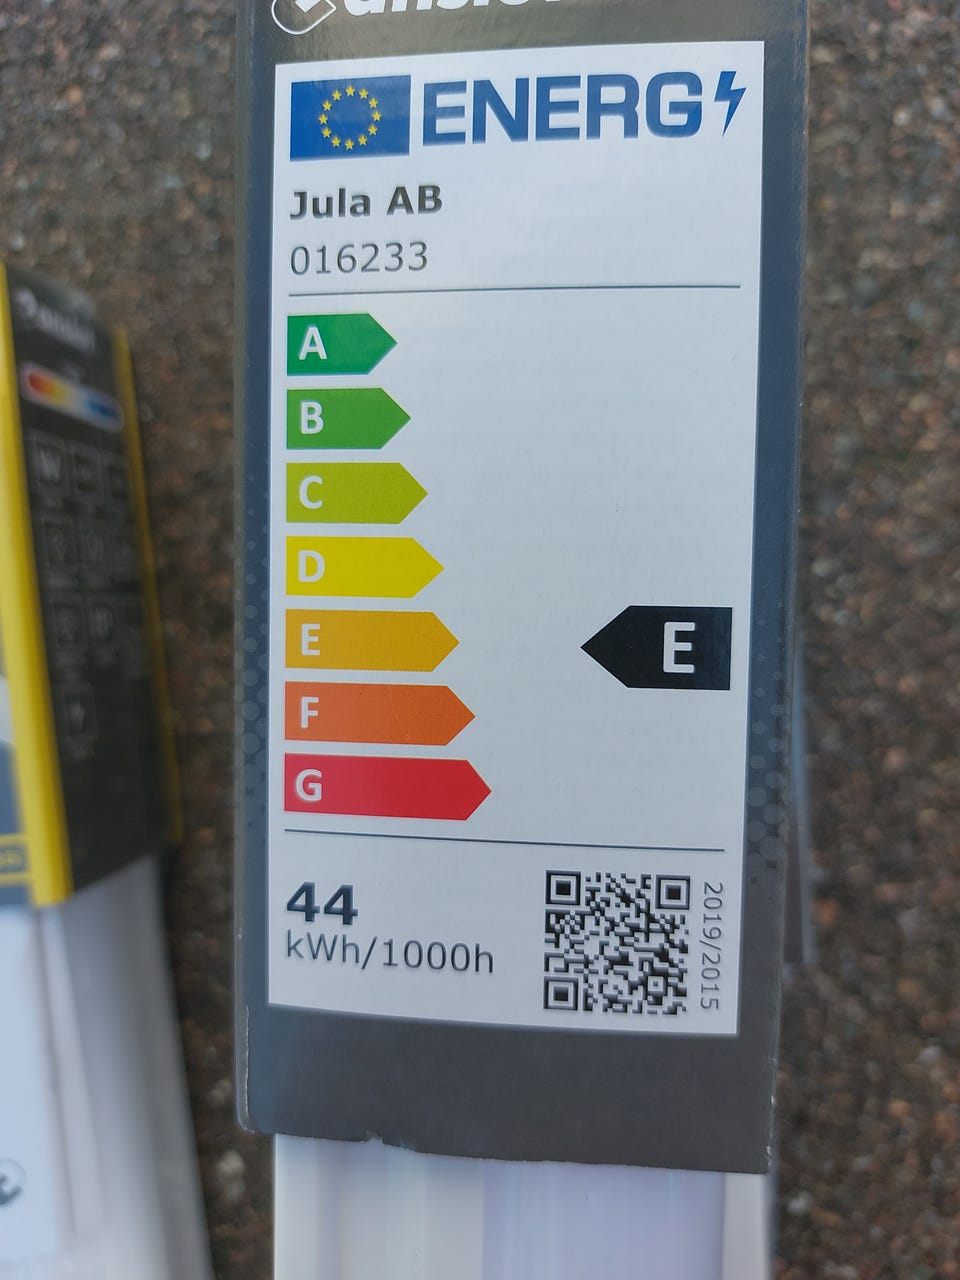 ENERG
Jula AB
016233
A
B
C
D
E
E
F
G
44
kWh/1000h
2019/2015